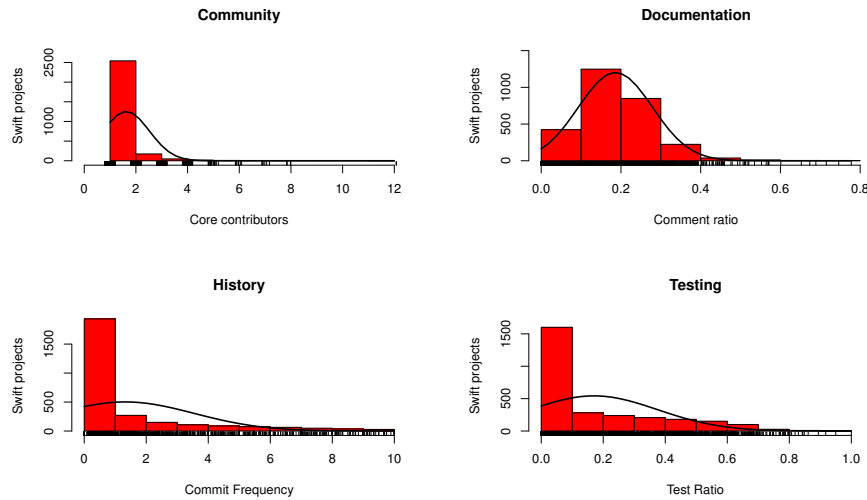 Community
Swift projects
0
1000
2500
0 2 4 6 8 10 12
Core contributors
Documentation
Swift projects
0
500
1000
0.0 0.2 0.4 0.6 0.8
Comment ratio
History
Swift projects
0
500
1500
0 2 4 6 8 10
Commit Frequency
Testing
Swift projects
0
500
1500
0.0 0.2 0.4 0.6 0.8 1.0
Test Ratio